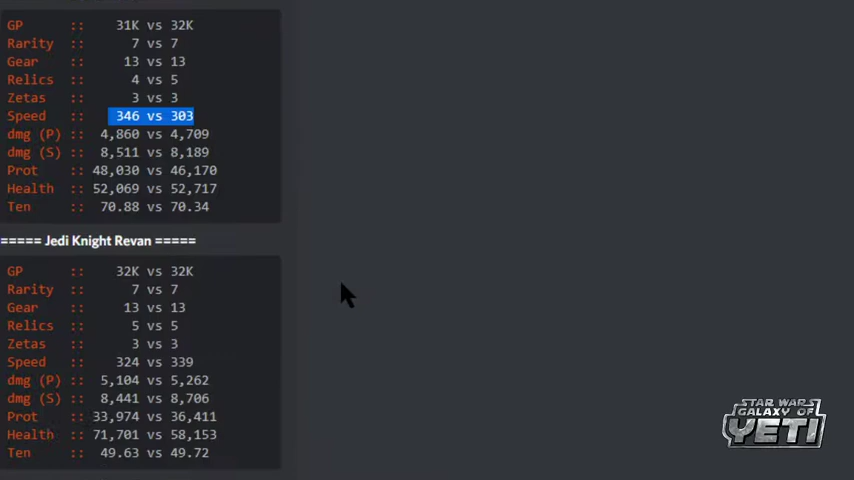 GP :: 31K vs 32K
Rarity :: 7 vs 7
Gear :: 13 vs 13
Relics :: 4 vs 5
Zetas :: 3 vs 3
Speed :: 346 vs 303
dmg (P) :: 4,860 vs 4,709
dmg (S) :: 8,511 vs 8,189
Prot :: 48,030 vs 46,170
Health :: 52,069 vs 52,717
Ten :: 70.88 vs 70.34
===== Jedi Knight Revan =====
GP :: 32K vs 32K
Rarity :: 7 vs 7
Gear :: 13 vs 13
Relics :: 5 vs 5
Zetas :: 3 vs 3
Speed :: 324 vs 339
dmg (P) :: 5,104 vs 5,262
dmg (S) :: 8,441 vs 8,706
Prot :: 33,974 vs 36,411
Health :: 71,701 vs 58,153
Ten :: 49.63 vs 49.72
STAR WARS
GALAXY OF
YETI